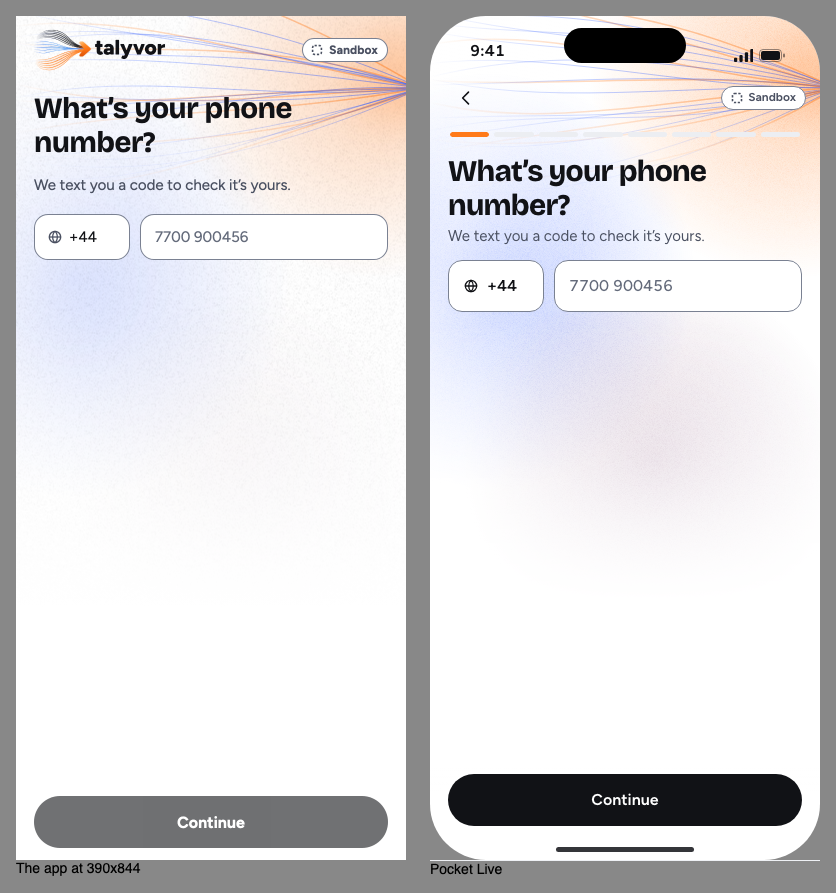 talyvor
Sandbox
What's your phone
number?
We text you a code to check it's yours.
+44
7700 900456
Continue
The app at 390x844
9:41
Sandbox
What's your phone
number?
We text you a code to check it's yours.
+44
7700 900456
Continue
Pocket Live